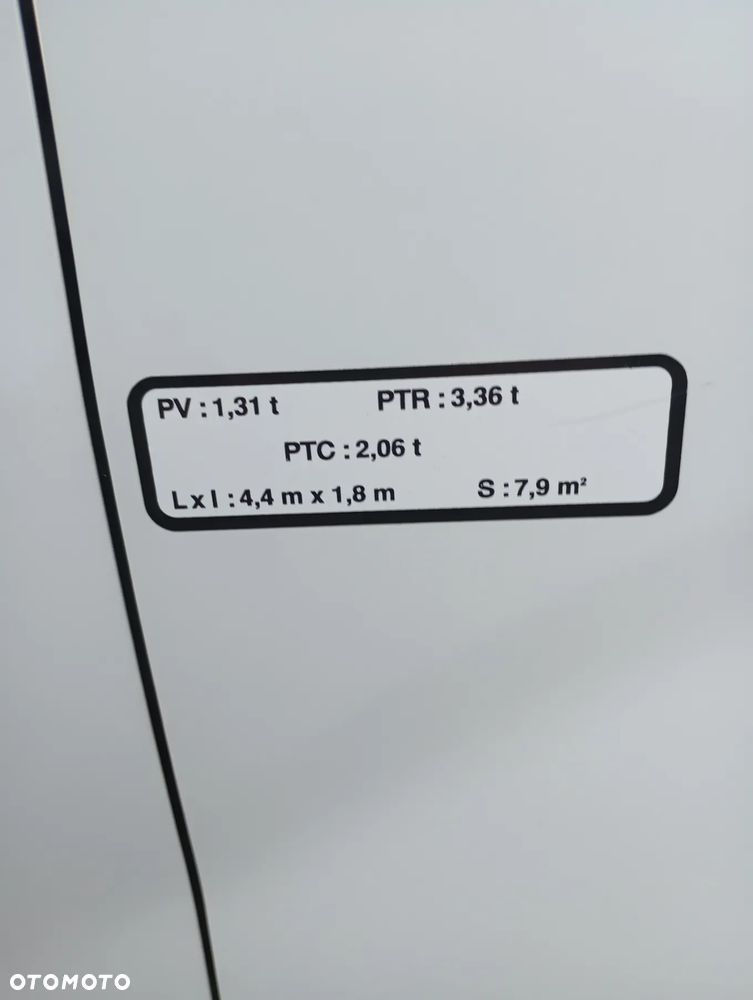 PV : 1,31 t PTR : 3,36 t
PTC : 2,06 t
L x l : 4,4 m x 1,8 m S : 7,9 m²
OTOMOTO